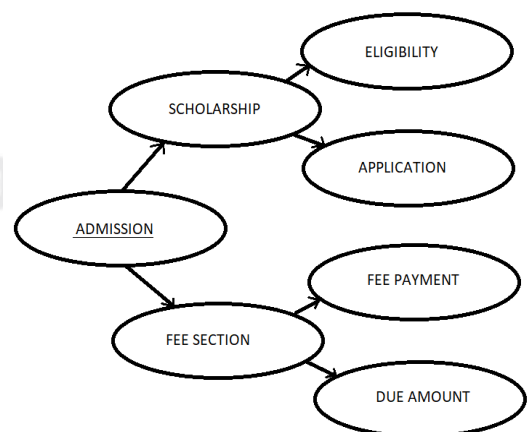 ELIGIBILITY
SCHOLARSHIP
APPLICATION
ADMISSION
FEE PAYMENT
FEE SECTION
DUE AMOUNT